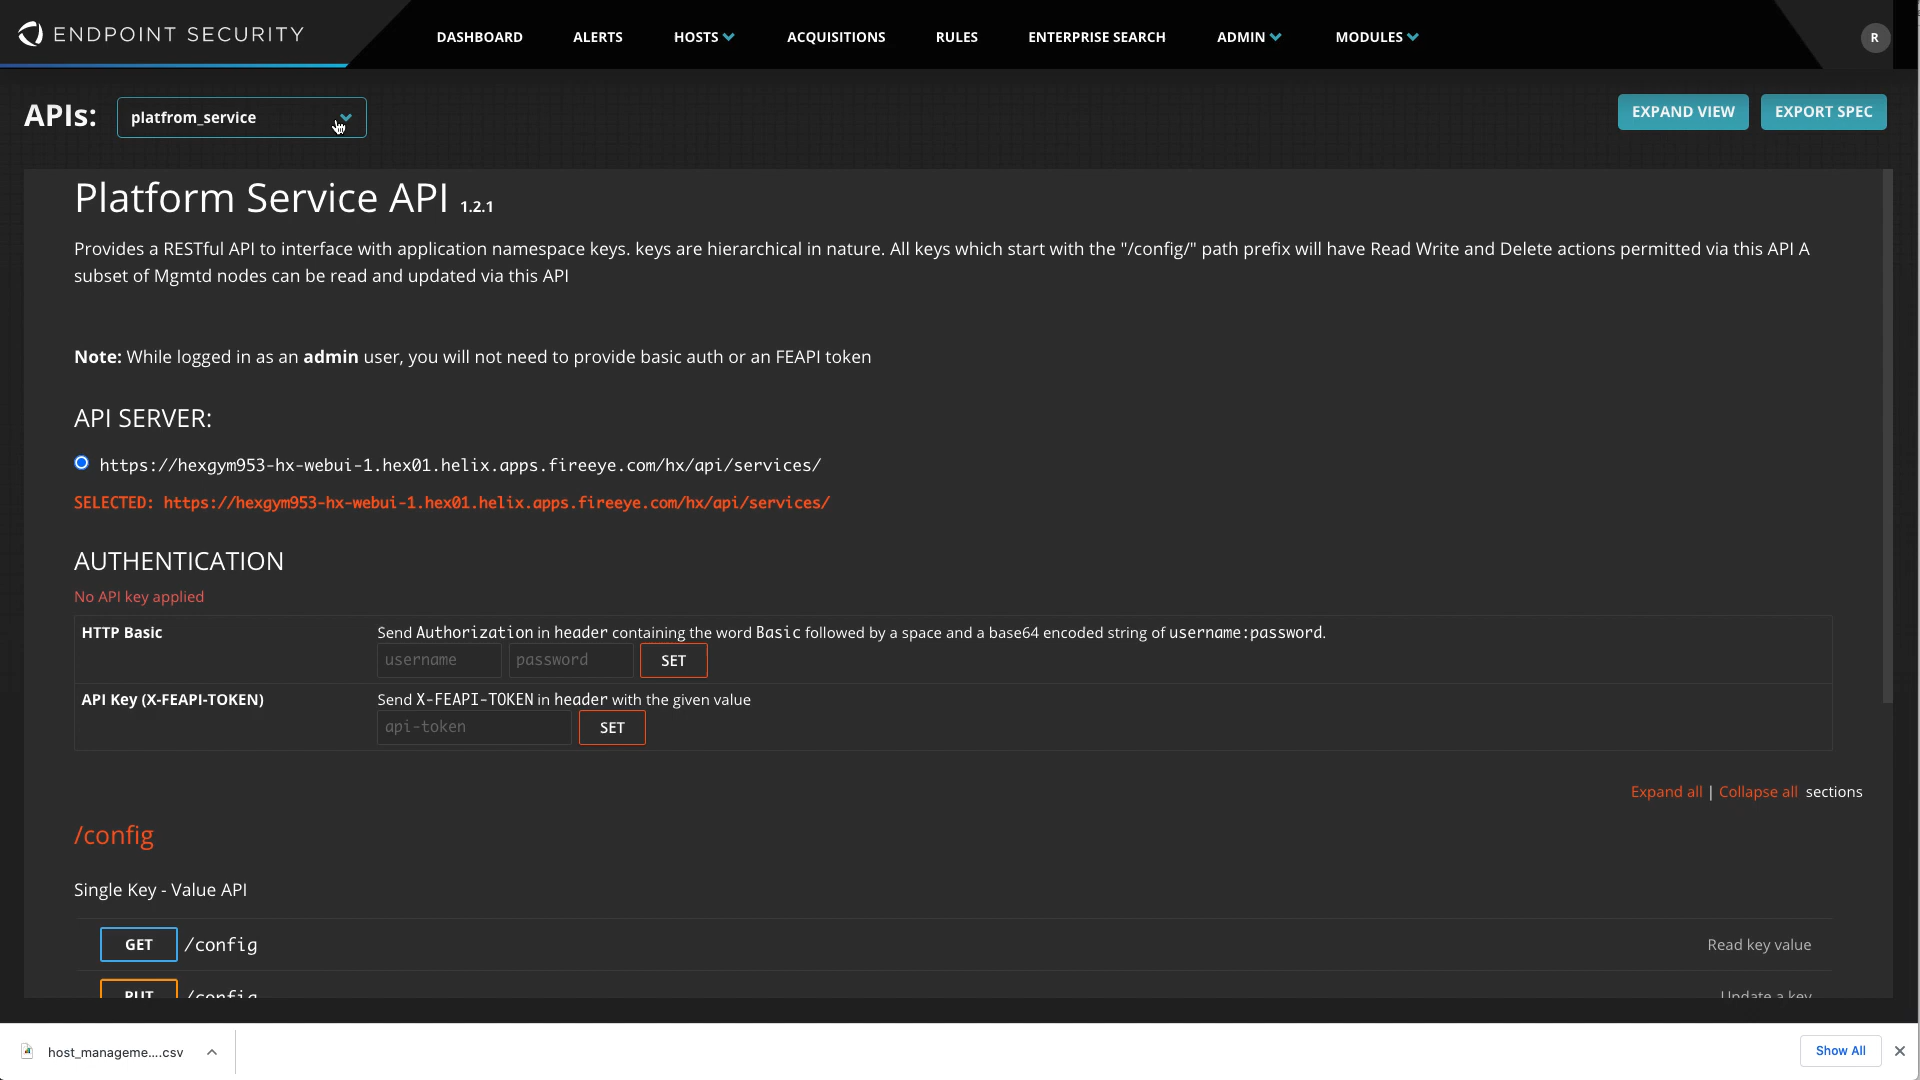 ENDPOINT SECURITY
DASHBOARD ALERTS HOSTS ACQUISITIONS RULES ENTERPRISE SEARCH ADMIN MODULES R
APIs: platfrom_service EXPAND VIEW EXPORT SPEC
Platform Service API 1.2.1
Provides a RESTful API to interface with application namespace keys. keys are hierarchical in nature. All keys which start with the "/config/" path prefix will have Read Write and Delete actions permitted via this API A
subset of Mgmtd nodes can be read and updated via this API
Note: While logged in as an admin user, you will not need to provide basic auth or an FEAPI token
API SERVER:
https://hexgym953-hx-webui-1.hex01.helix.apps.fireeye.com/hx/api/services/
SELECTED: https://hexgym953-hx-webui-1.hex01.helix.apps.fireeye.com/hx/api/services/
AUTHENTICATION
No API key applied
HTTP Basic Send Authorization in header containing the word Basic followed by a space and a base64 encoded string of username:password.
username password SET
API Key (X-FEAPI-TOKEN) Send X-FEAPI-TOKEN in header with the given value
api-token SET
Expand all | Collapse all sections
/config
Single Key - Value API
GET /config Read key value
PUT /config Update a key
host_manageme....csv Show All